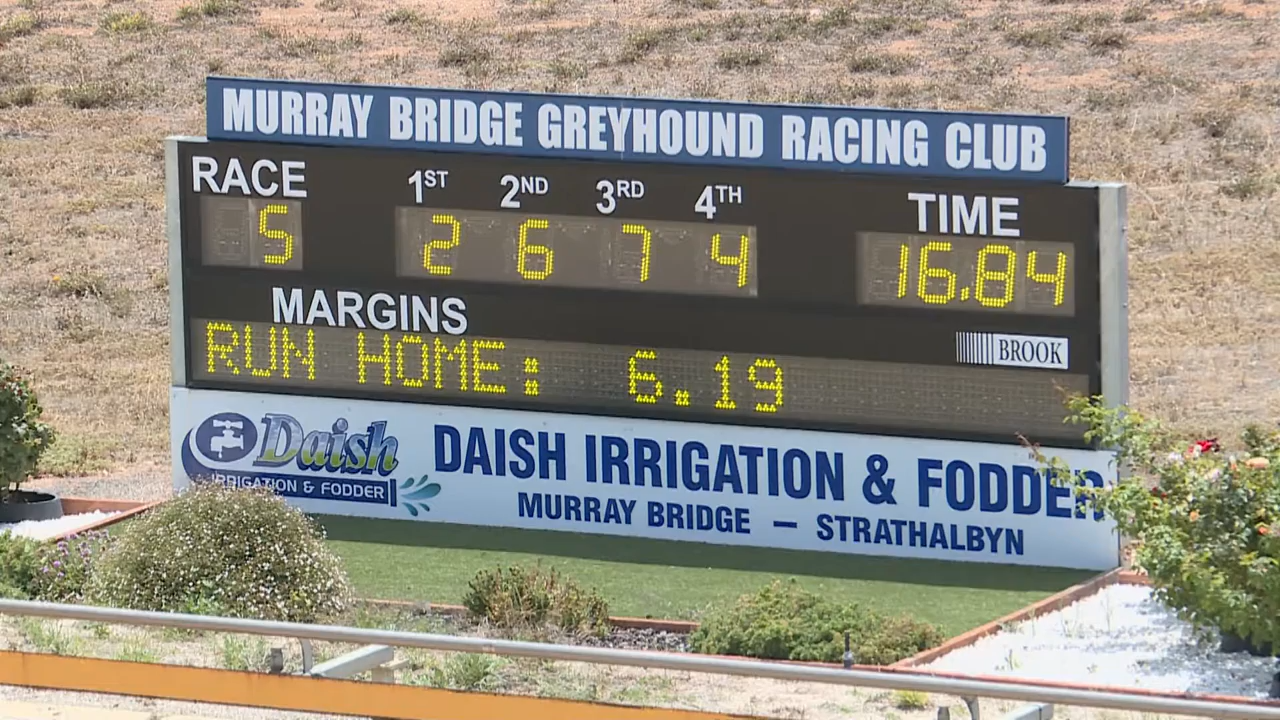 MURRAY BRIDGE GREYHOUND RACING CLUB
RACE 1ST 2ND 3RD 4TH TIME
5 2 6 7 4 16.84
MARGINS
BROOK
RUN HOME: 6.19
Daish
IRRIGATION & FODDER
DAISH IRRIGATION & FODDER
MURRAY BRIDGE — STRATHALBYN